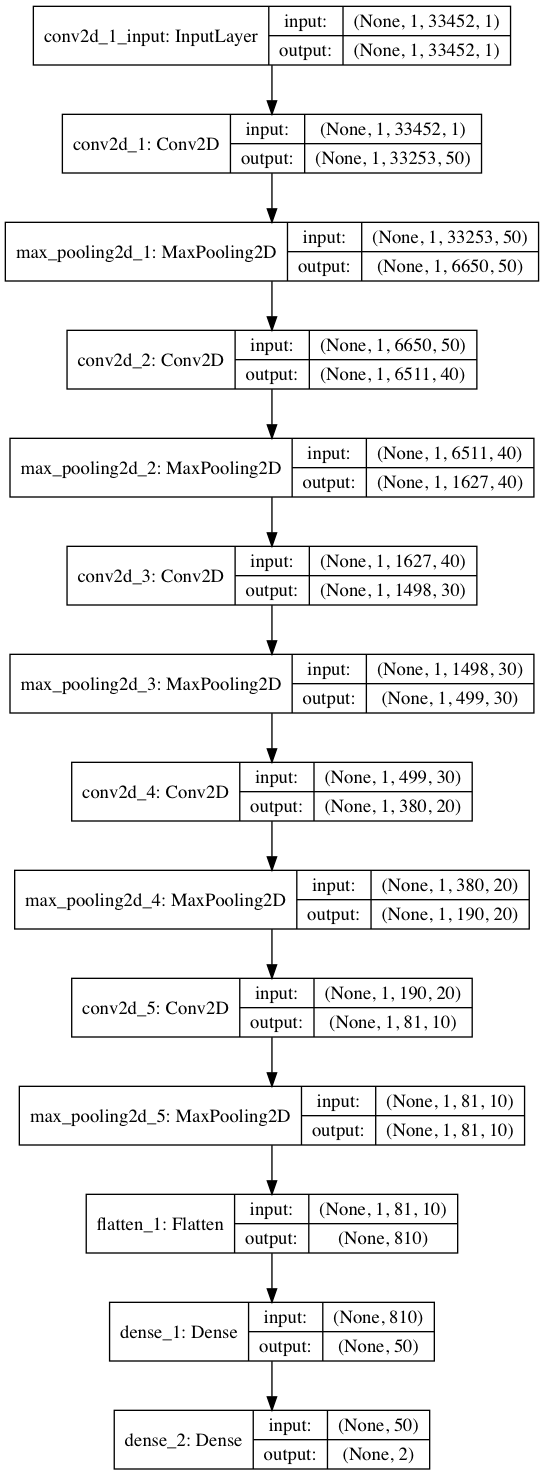 conv2d_1_input: InputLayer
input: (None, 1, 33452, 1)
output: (None, 1, 33452, 1)
conv2d_1: Conv2D
input: (None, 1, 33452, 1)
output: (None, 1, 33253, 50)
max_pooling2d_1: MaxPooling2D
input: (None, 1, 33253, 50)
output: (None, 1, 6650, 50)
conv2d_2: Conv2D
input: (None, 1, 6650, 50)
output: (None, 1, 6511, 40)
max_pooling2d_2: MaxPooling2D
input: (None, 1, 6511, 40)
output: (None, 1, 1627, 40)
conv2d_3: Conv2D
input: (None, 1, 1627, 40)
output: (None, 1, 1498, 30)
max_pooling2d_3: MaxPooling2D
input: (None, 1, 1498, 30)
output: (None, 1, 499, 30)
conv2d_4: Conv2D
input: (None, 1, 499, 30)
output: (None, 1, 380, 20)
max_pooling2d_4: MaxPooling2D
input: (None, 1, 380, 20)
output: (None, 1, 190, 20)
conv2d_5: Conv2D
input: (None, 1, 190, 20)
output: (None, 1, 81, 10)
max_pooling2d_5: MaxPooling2D
input: (None, 1, 81, 10)
output: (None, 1, 81, 10)
flatten_1: Flatten
input: (None, 1, 81, 10)
output: (None, 810)
dense_1: Dense
input: (None, 810)
output: (None, 50)
dense_2: Dense
input: (None, 50)
output: (None, 2)